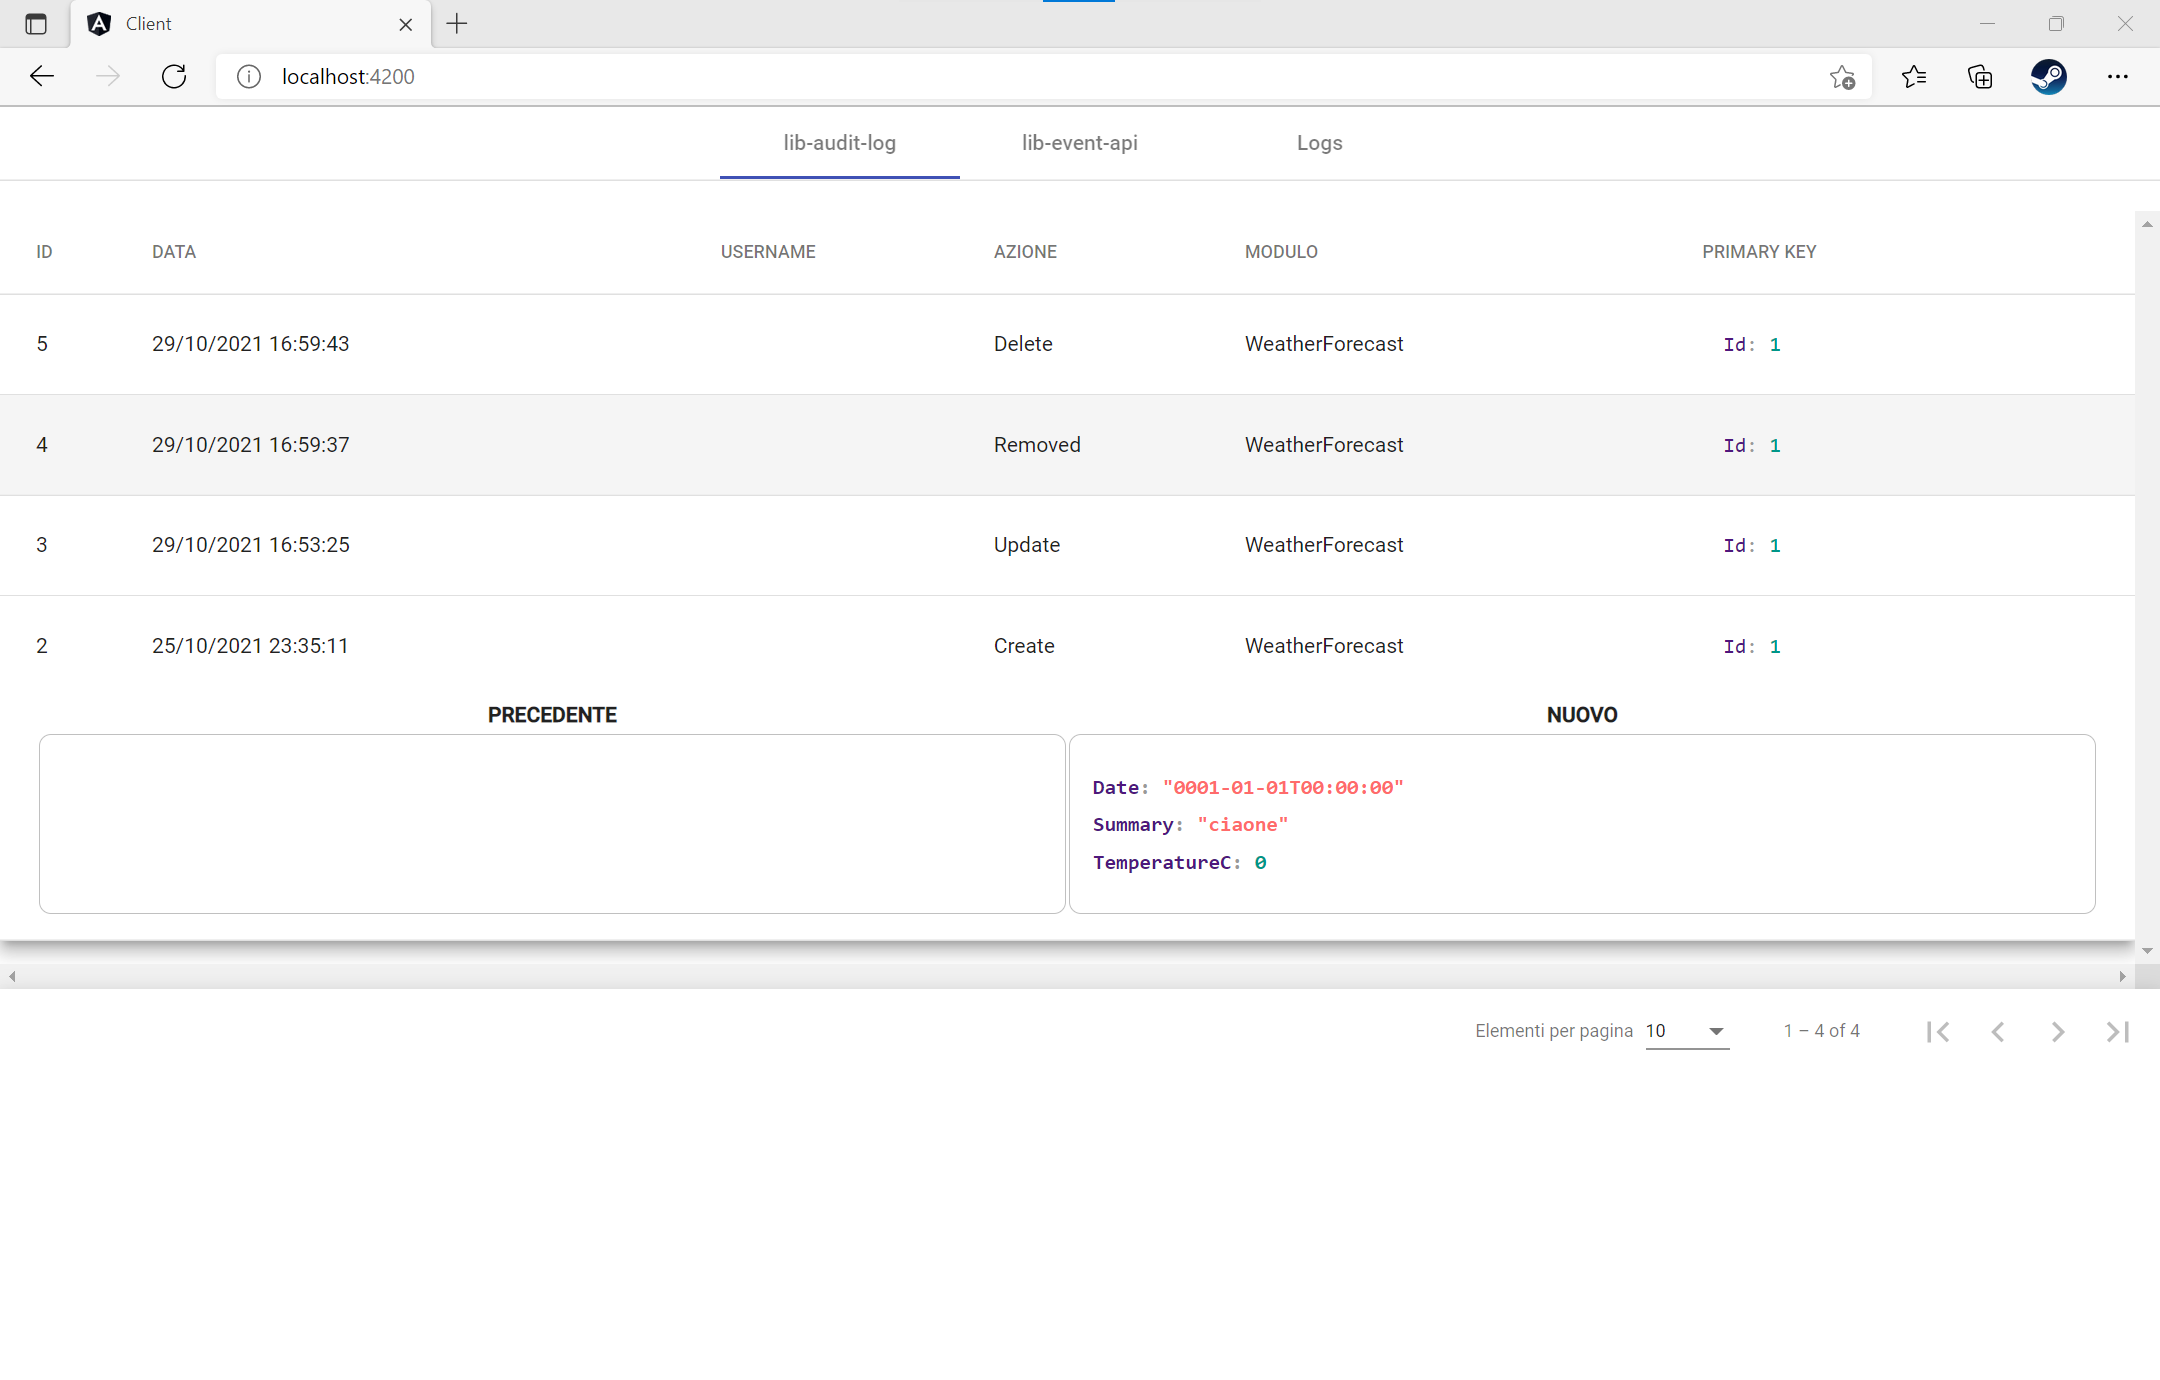 Client
localhost:4200
lib-audit-log lib-event-api Logs
ID DATA USERNAME AZIONE MODULO PRIMARY KEY
5 29/10/2021 16:59:43 Delete WeatherForecast Id: 1
4 29/10/2021 16:59:37 Removed WeatherForecast Id: 1
3 29/10/2021 16:53:25 Update WeatherForecast Id: 1
2 25/10/2021 23:35:11 Create WeatherForecast Id: 1
PRECEDENTE NUOVO
Date: "0001-01-01T00:00:00"
Summary: "ciaone"
TemperatureC: 0
Elementi per pagina 10 1 – 4 of 4